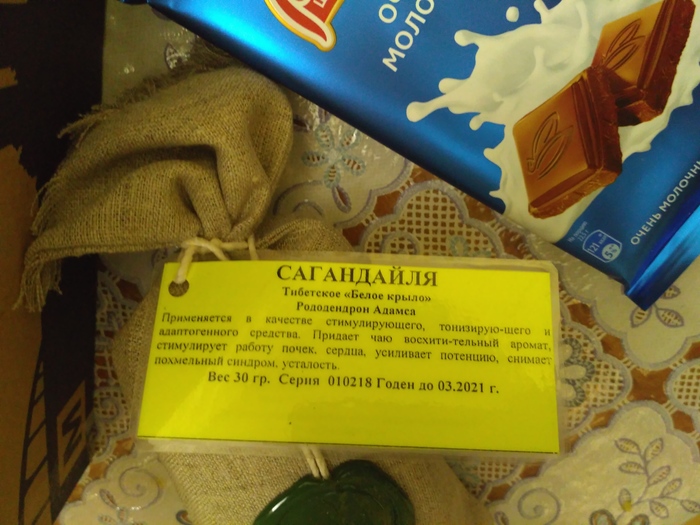 МОЛО
ОЧЕНЬ МОЛОЧН
САГАНДАЙЛЯ
Тибетское «Белое крыло»
Рододендрон Адамса
Применяется в качестве стимулирующего, тонизирую-щего и
адаптогенного средства. Придает чаю восхити-тельный аромат,
стимулирует работу почек, сердца, усиливает потенцию, снимает
похмельный синдром, усталость.
Вес 30 гр. Серия 010218 Годен до 03.2021 г.